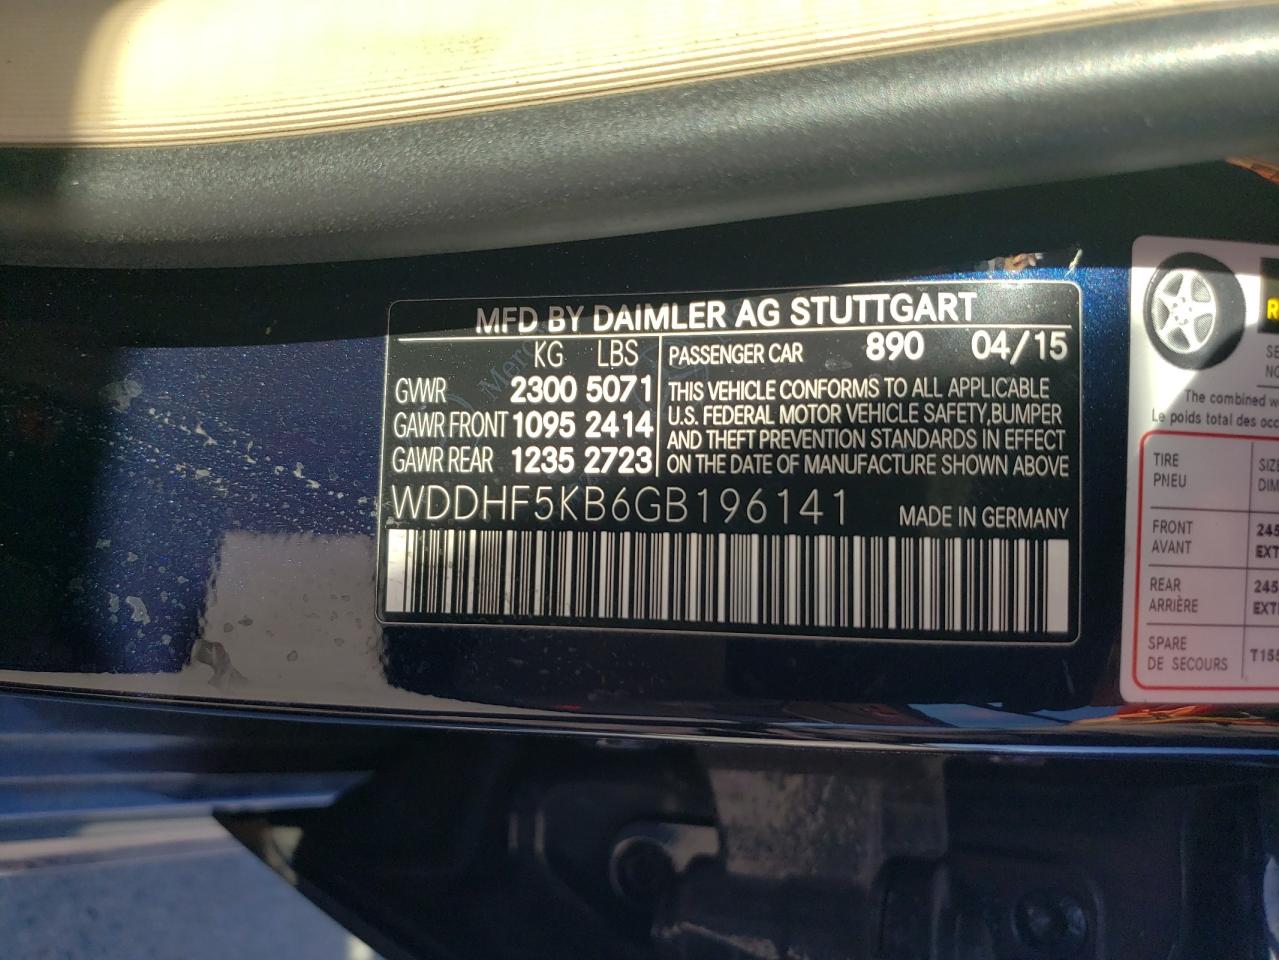 MFD BY DAIMLER AG STUTTGART
KG LBS
GVWR 2300 5071
GAWR FRONT 1095 2414
GAWR REAR 1235 2723
PASSENGER CAR 890 04/15
THIS VEHICLE CONFORMS TO ALL APPLICABLE
U.S. FEDERAL MOTOR VEHICLE SAFETY, BUMPER
AND THEFT PREVENTION STANDARDS IN EFFECT
ON THE DATE OF MANUFACTURE SHOWN ABOVE
WDDHF5KB6GB196141 MADE IN GERMANY
The combined
Le poids total des
TIRE
PNEU
FRONT
AVANT
REAR
ARRIÈRE
SPARE
DE SECOURS